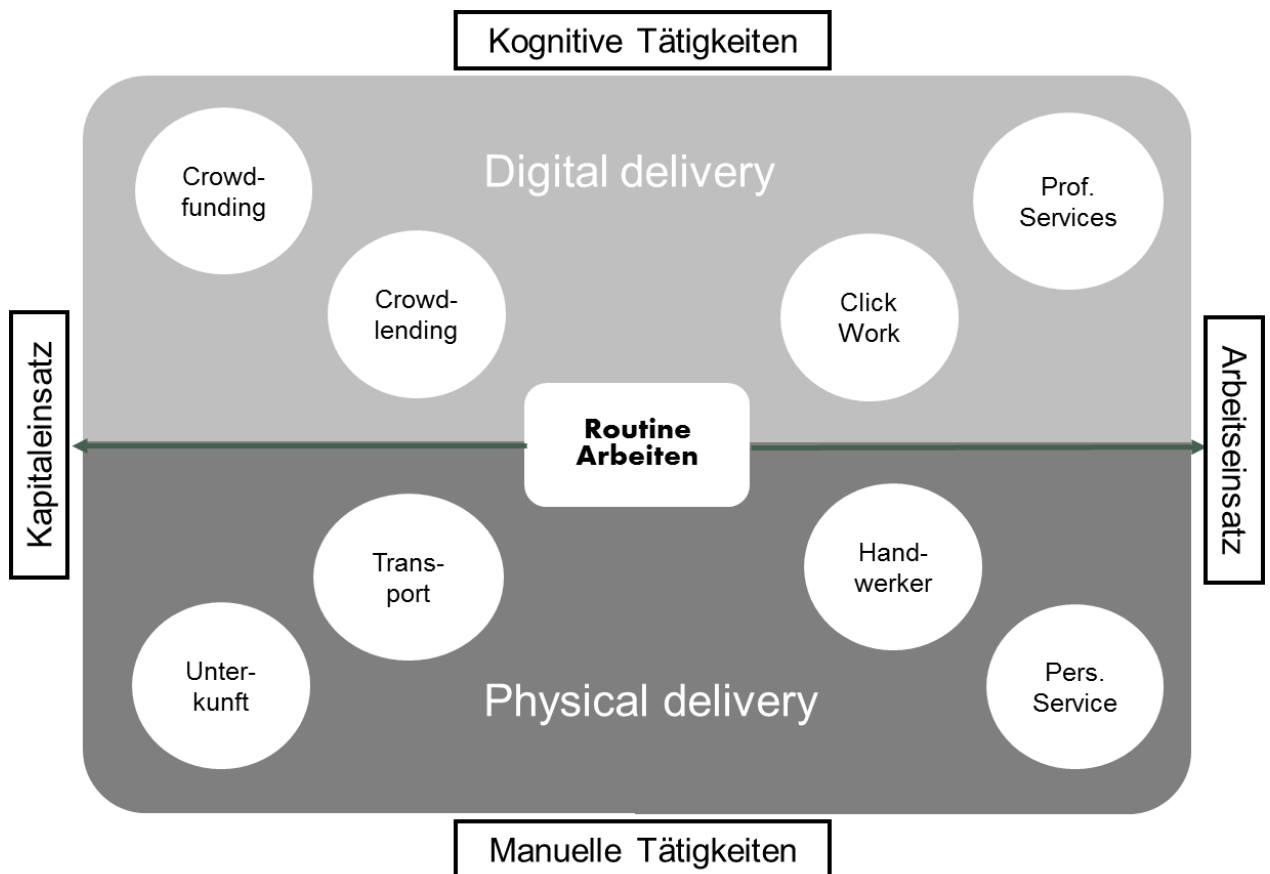 Kognitive Tätigkeiten
Digital delivery
Crowd-
funding
Prof.
Services
Crowd-
lending
Click
Work
Kapitaleinsatz
Routine
Arbeiten
Arbeitseinsatz
Trans-
port
Hand-
werker
Unter-
kunft
Physical delivery
Pers.
Service
Manuelle Tätigkeiten